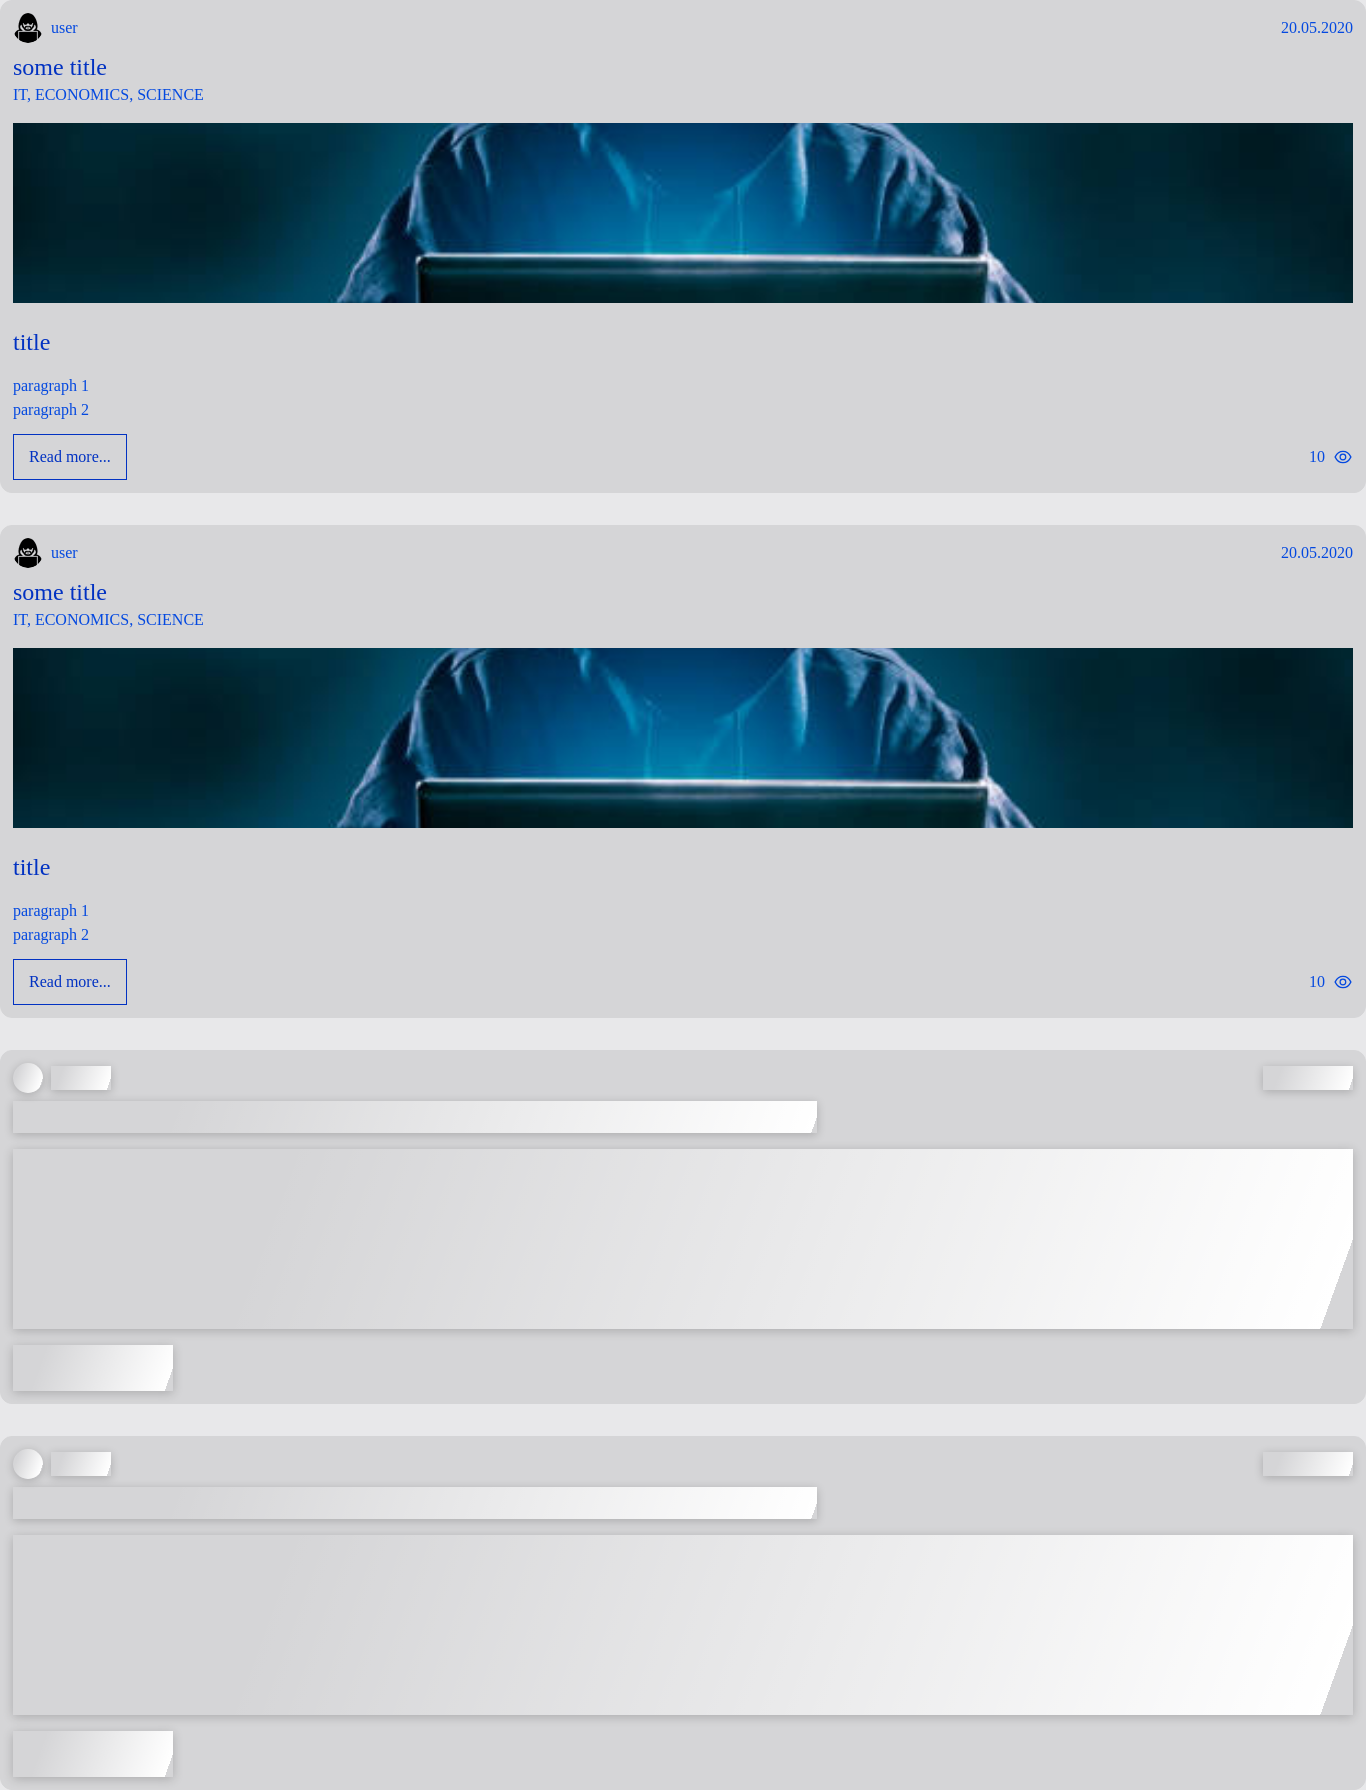 user 20.05.2020
some title
IT, ECONOMICS, SCIENCE
title
paragraph 1
paragraph 2
Read more... 10
user 20.05.2020
some title
IT, ECONOMICS, SCIENCE
title
paragraph 1
paragraph 2
Read more... 10